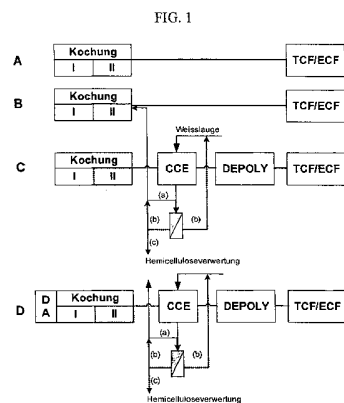 FIG. 1
A
Kochung
I II
TCF/ECF
B
Kochung
I II
TCF/ECF
Weisslauge
C
Kochung
I II
CCE
DEPOLY
TCF/ECF
(a)
(b)
(b)
(c)
Hemicelluloseverwertung
D
D
A
Kochung
I II
CCE
DEPOLY
TCF/ECF
(a)
(b)
(b)
(c)
Hemicelluloseverwertung